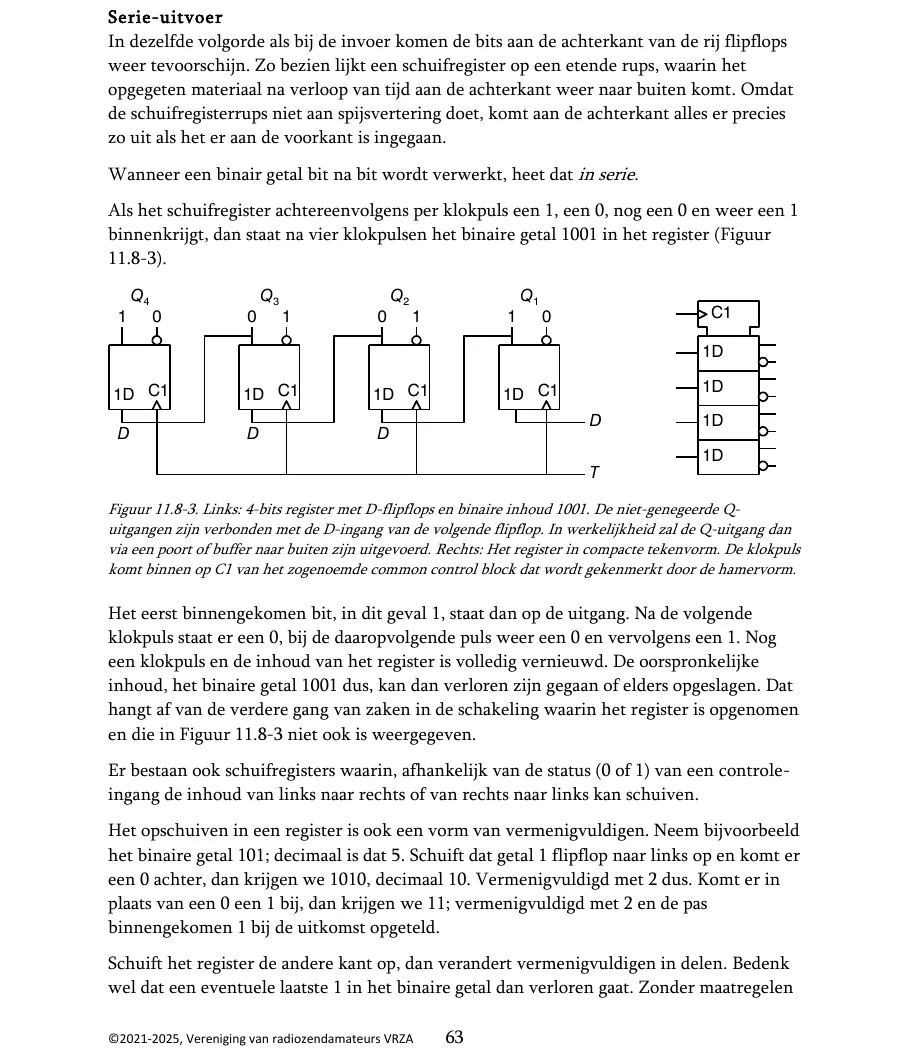 Serie-uitvoer
In dezelfde volgorde als bij de invoer komen de bits aan de achterkant van de rij flipflops
weer tevoorschijn. Zo bezien lijkt een schuifregister op een etende rups, waarin het
opgegeten materiaal na verloop van tijd aan de achterkant weer naar buiten komt. Omdat
de schuifregisterrups niet aan spijsvertering doet, komt aan de achterkant alles er precies
zo uit als het er aan de voorkant is ingegaan.
Wanneer een binair getal bit na bit wordt verwerkt, heet dat in serie.
Als het schuifregister achtereenvolgens per klokpuls een 1, een 0, nog een 0 en weer een 1
binnenkrijgt, dan staat na vier klokpulsen het binaire getal 1001 in het register (Figuur
11.8-3).
Q4 Q3 Q2 Q1
1 0 0 1 0 1 1 0
C1
1D
1D
1D
1D
1D C1 1D C1 1D C1 1D C1
D D D D
T
Figuur 11.8-3. Links: 4-bits register met D-flipflops en binaire inhoud 1001. De niet-genegeerde Q-
uitgangen zijn verbonden met de D-ingang van de volgende flipflop. In werkelijkheid zal de Q-uitgang dan
via een poort of buffer naar buiten zijn uitgevoerd. Rechts: Het register in compacte tekenvorm. De klokpuls
komt binnen op C1 van het zogenoemde common control block dat wordt gekenmerkt door de hamervorm.
Het eerst binnengekomen bit, in dit geval 1, staat dan op de uitgang. Na de volgende
klokpuls staat er een 0, bij de daaropvolgende puls weer een 0 en vervolgens een 1. Nog
een klokpuls en de inhoud van het register is volledig vernieuwd. De oorspronkelijke
inhoud, het binaire getal 1001 dus, kan dan verloren zijn gegaan of elders opgeslagen. Dat
hangt af van de verdere gang van zaken in de schakeling waarin het register is opgenomen
en die in Figuur 11.8-3 niet ook is weergegeven.
Er bestaan ook schuifregisters waarin, afhankelijk van de status (0 of 1) van een controle-
ingang de inhoud van links naar rechts of van rechts naar links kan schuiven.
Het opschuiven in een register is ook een vorm van vermenigvuldigen. Neem bijvoorbeeld
het binaire getal 101; decimaal is dat 5. Schuift dat getal 1 flipflop naar links op en komt er
een 0 achter, dan krijgen we 1010, decimaal 10. Vermenigvuldigd met 2 dus. Komt er in
plaats van een 0 een 1 bij, dan krijgen we 11; vermenigvuldigd met 2 en de pas
binnengekomen 1 bij de uitkomst opgeteld.
Schuift het register de andere kant op, dan verandert vermenigvuldigen in delen. Bedenk
wel dat een eventuele laatste 1 in het binaire getal dan verloren gaat. Zonder maatregelen
©2021-2025, Vereniging van radiozendamateurs VRZA 63